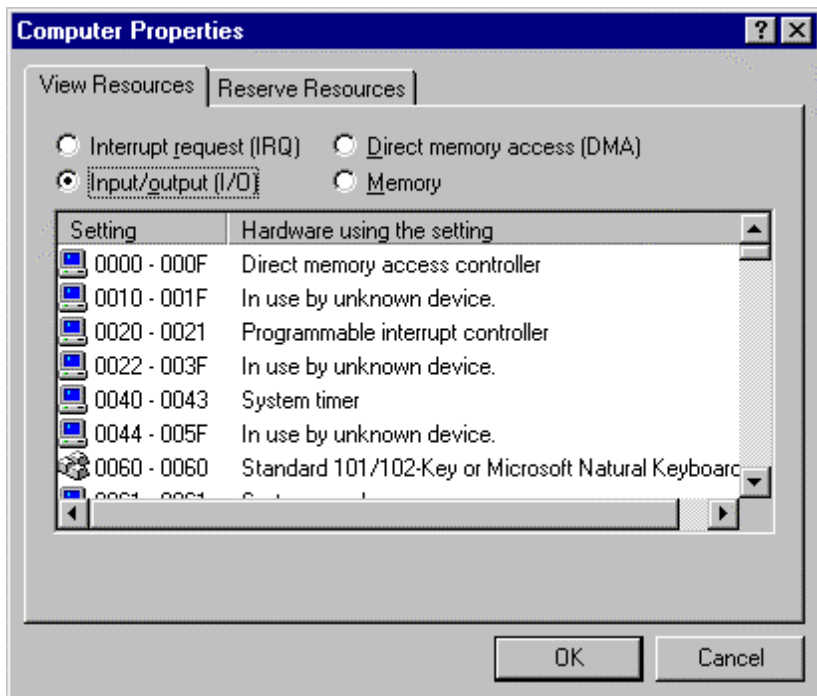 Computer Properties
View Resources Reserve Resources
Interrupt request (IRQ) Direct memory access (DMA)
Input/output (I/O) Memory
Setting Hardware using the setting
0000 - 000F Direct memory access controller
0010 - 001F In use by unknown device.
0020 - 0021 Programmable interrupt controller
0022 - 003F In use by unknown device.
0040 - 0043 System timer
0044 - 005F In use by unknown device.
0060 - 0060 Standard 101/102-Key or Microsoft Natural Keyboard
OK Cancel